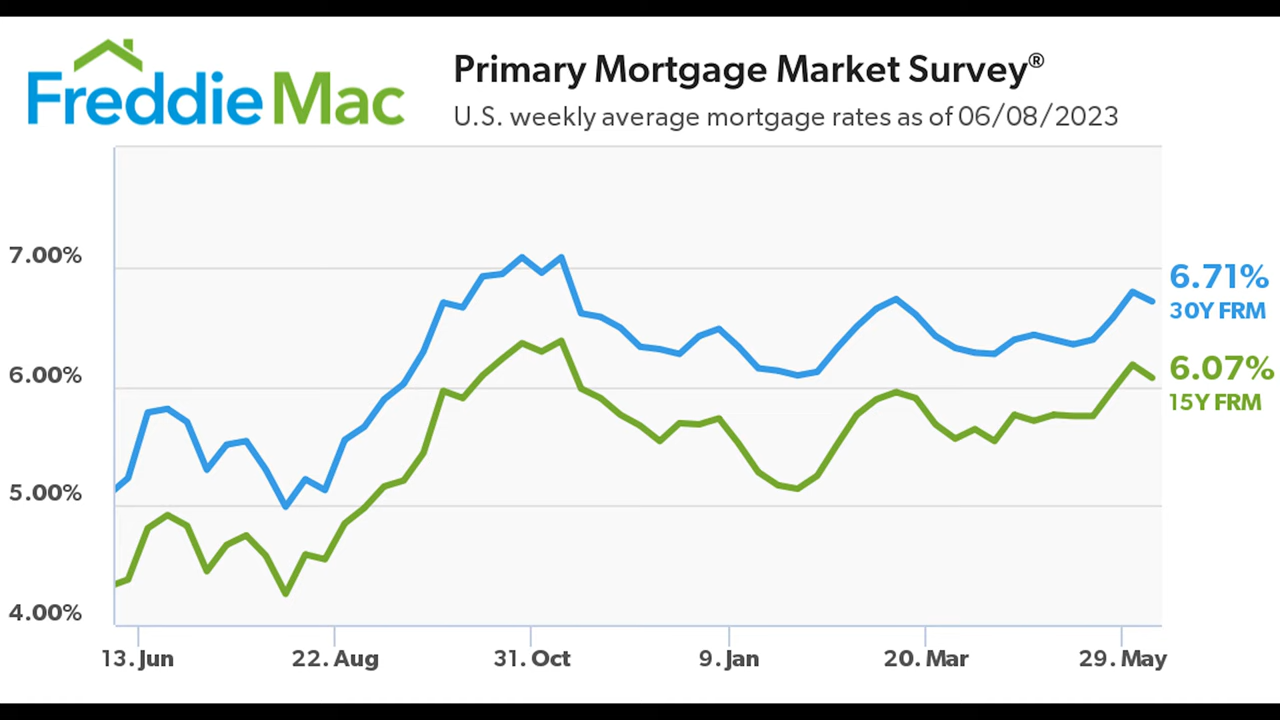 Freddie Mac
Primary Mortgage Market Survey®
U.S. weekly average mortgage rates as of 06/08/2023
7.00%
6.00%
5.00%
4.00%
6.71%
30Y FRM
6.07%
15Y FRM
13. Jun
22. Aug
31. Oct
9. Jan
20. Mar
29. May